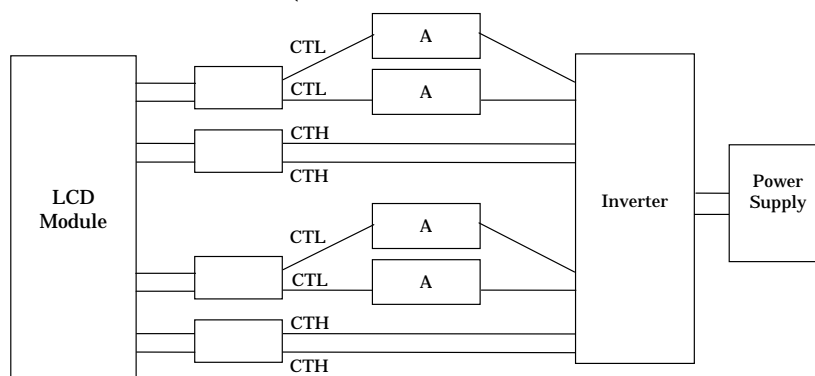 CTL
A
CTL
A
CTH
CTH
LCD
Module
Inverter
Power
Supply
CTL
A
CTL
A
CTH
CTH